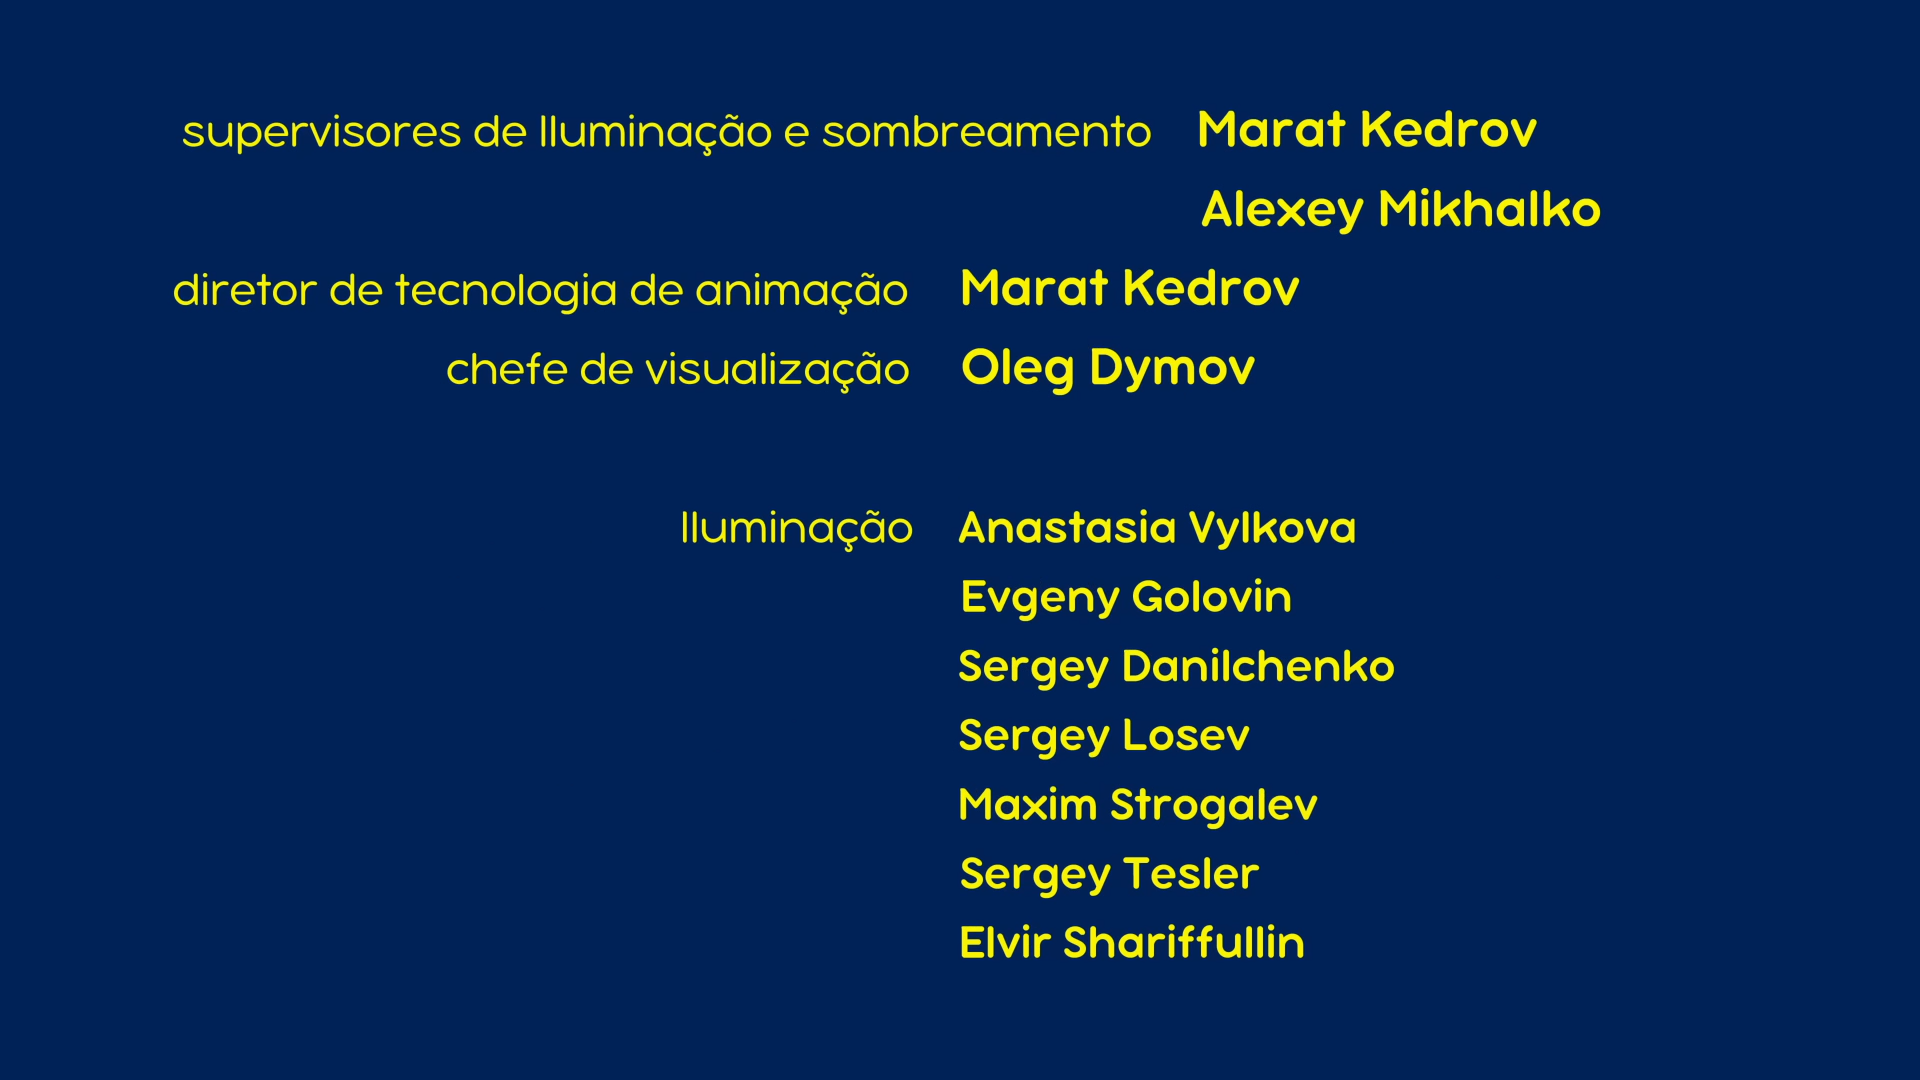 supervisores de Iluminação e sombreamento Marat Kedrov
Alexey Mikhalko
diretor de tecnologia de animação Marat Kedrov
chefe de visualização Oleg Dymov
Iluminação Anastasia Vylkova
Evgeny Golovin
Sergey Danilchenko
Sergey Losev
Maxim Strogalev
Sergey Tesler
Elvir Shariffullin